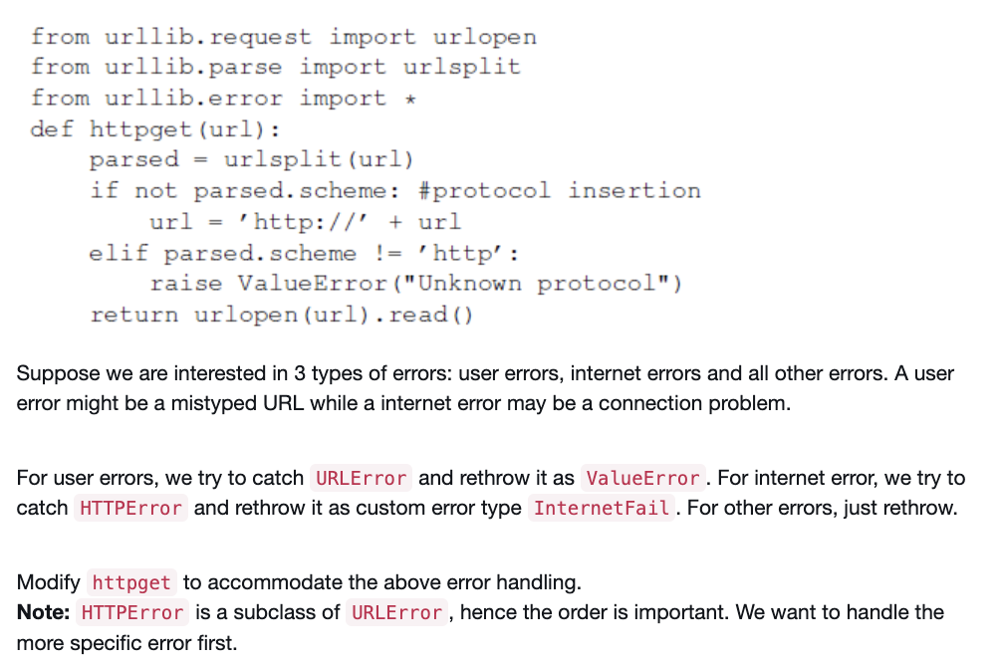 from urllib.request import urlopen
from urllib.parse import urlsplit
from urllib.error import *
def httpget(url):
    parsed = urlsplit(url)
    if not parsed.scheme: #protocol insertion
        url = ’http://’ + url
    elif parsed.scheme != ’http’:
        raise ValueError("Unknown protocol")
    return urlopen(url).read()
Suppose we are interested in 3 types of errors: user errors, internet errors and all other errors. A user
error might be a mistyped URL while a internet error may be a connection problem.
For user errors, we try to catch URLError and rethrow it as ValueError. For internet error, we try to
catch HTTPError and rethrow it as custom error type InternetFail. For other errors, just rethrow.
Modify httpget to accommodate the above error handling.
Note: HTTPError is a subclass of URLError, hence the order is important. We want to handle the
more specific error first.